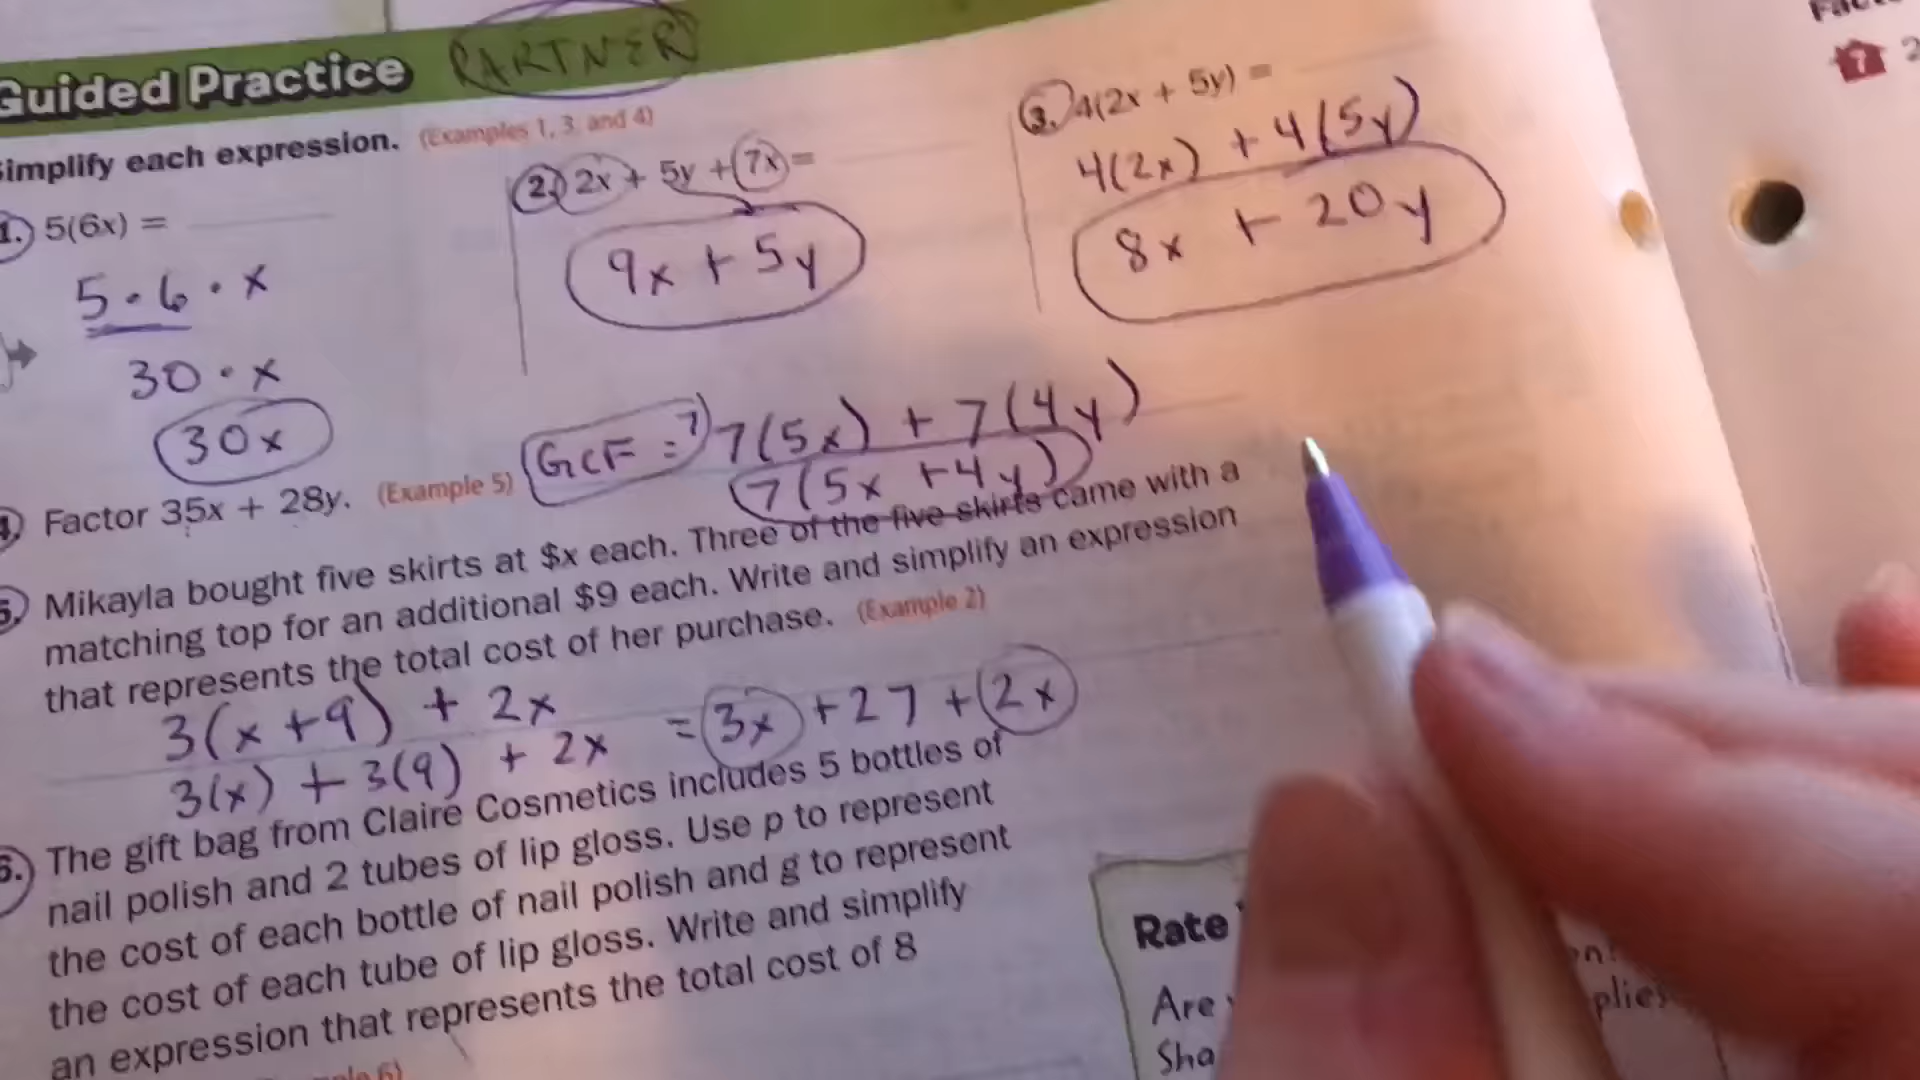 Guided Practice PARTNER
Simplify each expression. (Examples 1, 3, and 4)
1. 5(6x) =
5 · 6 · x
30 · x
30x
2. 2x + 5y + 7x =
9x + 5y
3. 4(2x + 5y) =
4(2x) + 4(5y)
8x + 20y
GCF = 7 7(5x) + 7(4y)
7(5x + 4y)
4. Factor 35x + 28y. (Example 5)
5. Mikayla bought five skirts at $x each. Three of the five skirts came with a
matching top for an additional $9 each. Write and simplify an expression
that represents the total cost of her purchase. (Example 2)
3(x + 9) + 2x = 3x + 27 + 2x
3(x) + 3(9) + 2x
6. The gift bag from Claire Cosmetics includes 5 bottles of
nail polish and 2 tubes of lip gloss. Use p to represent
the cost of each bottle of nail polish and g to represent
the cost of each tube of lip gloss. Write and simplify
an expression that represents the total cost of 8
Rate
Are
Sha